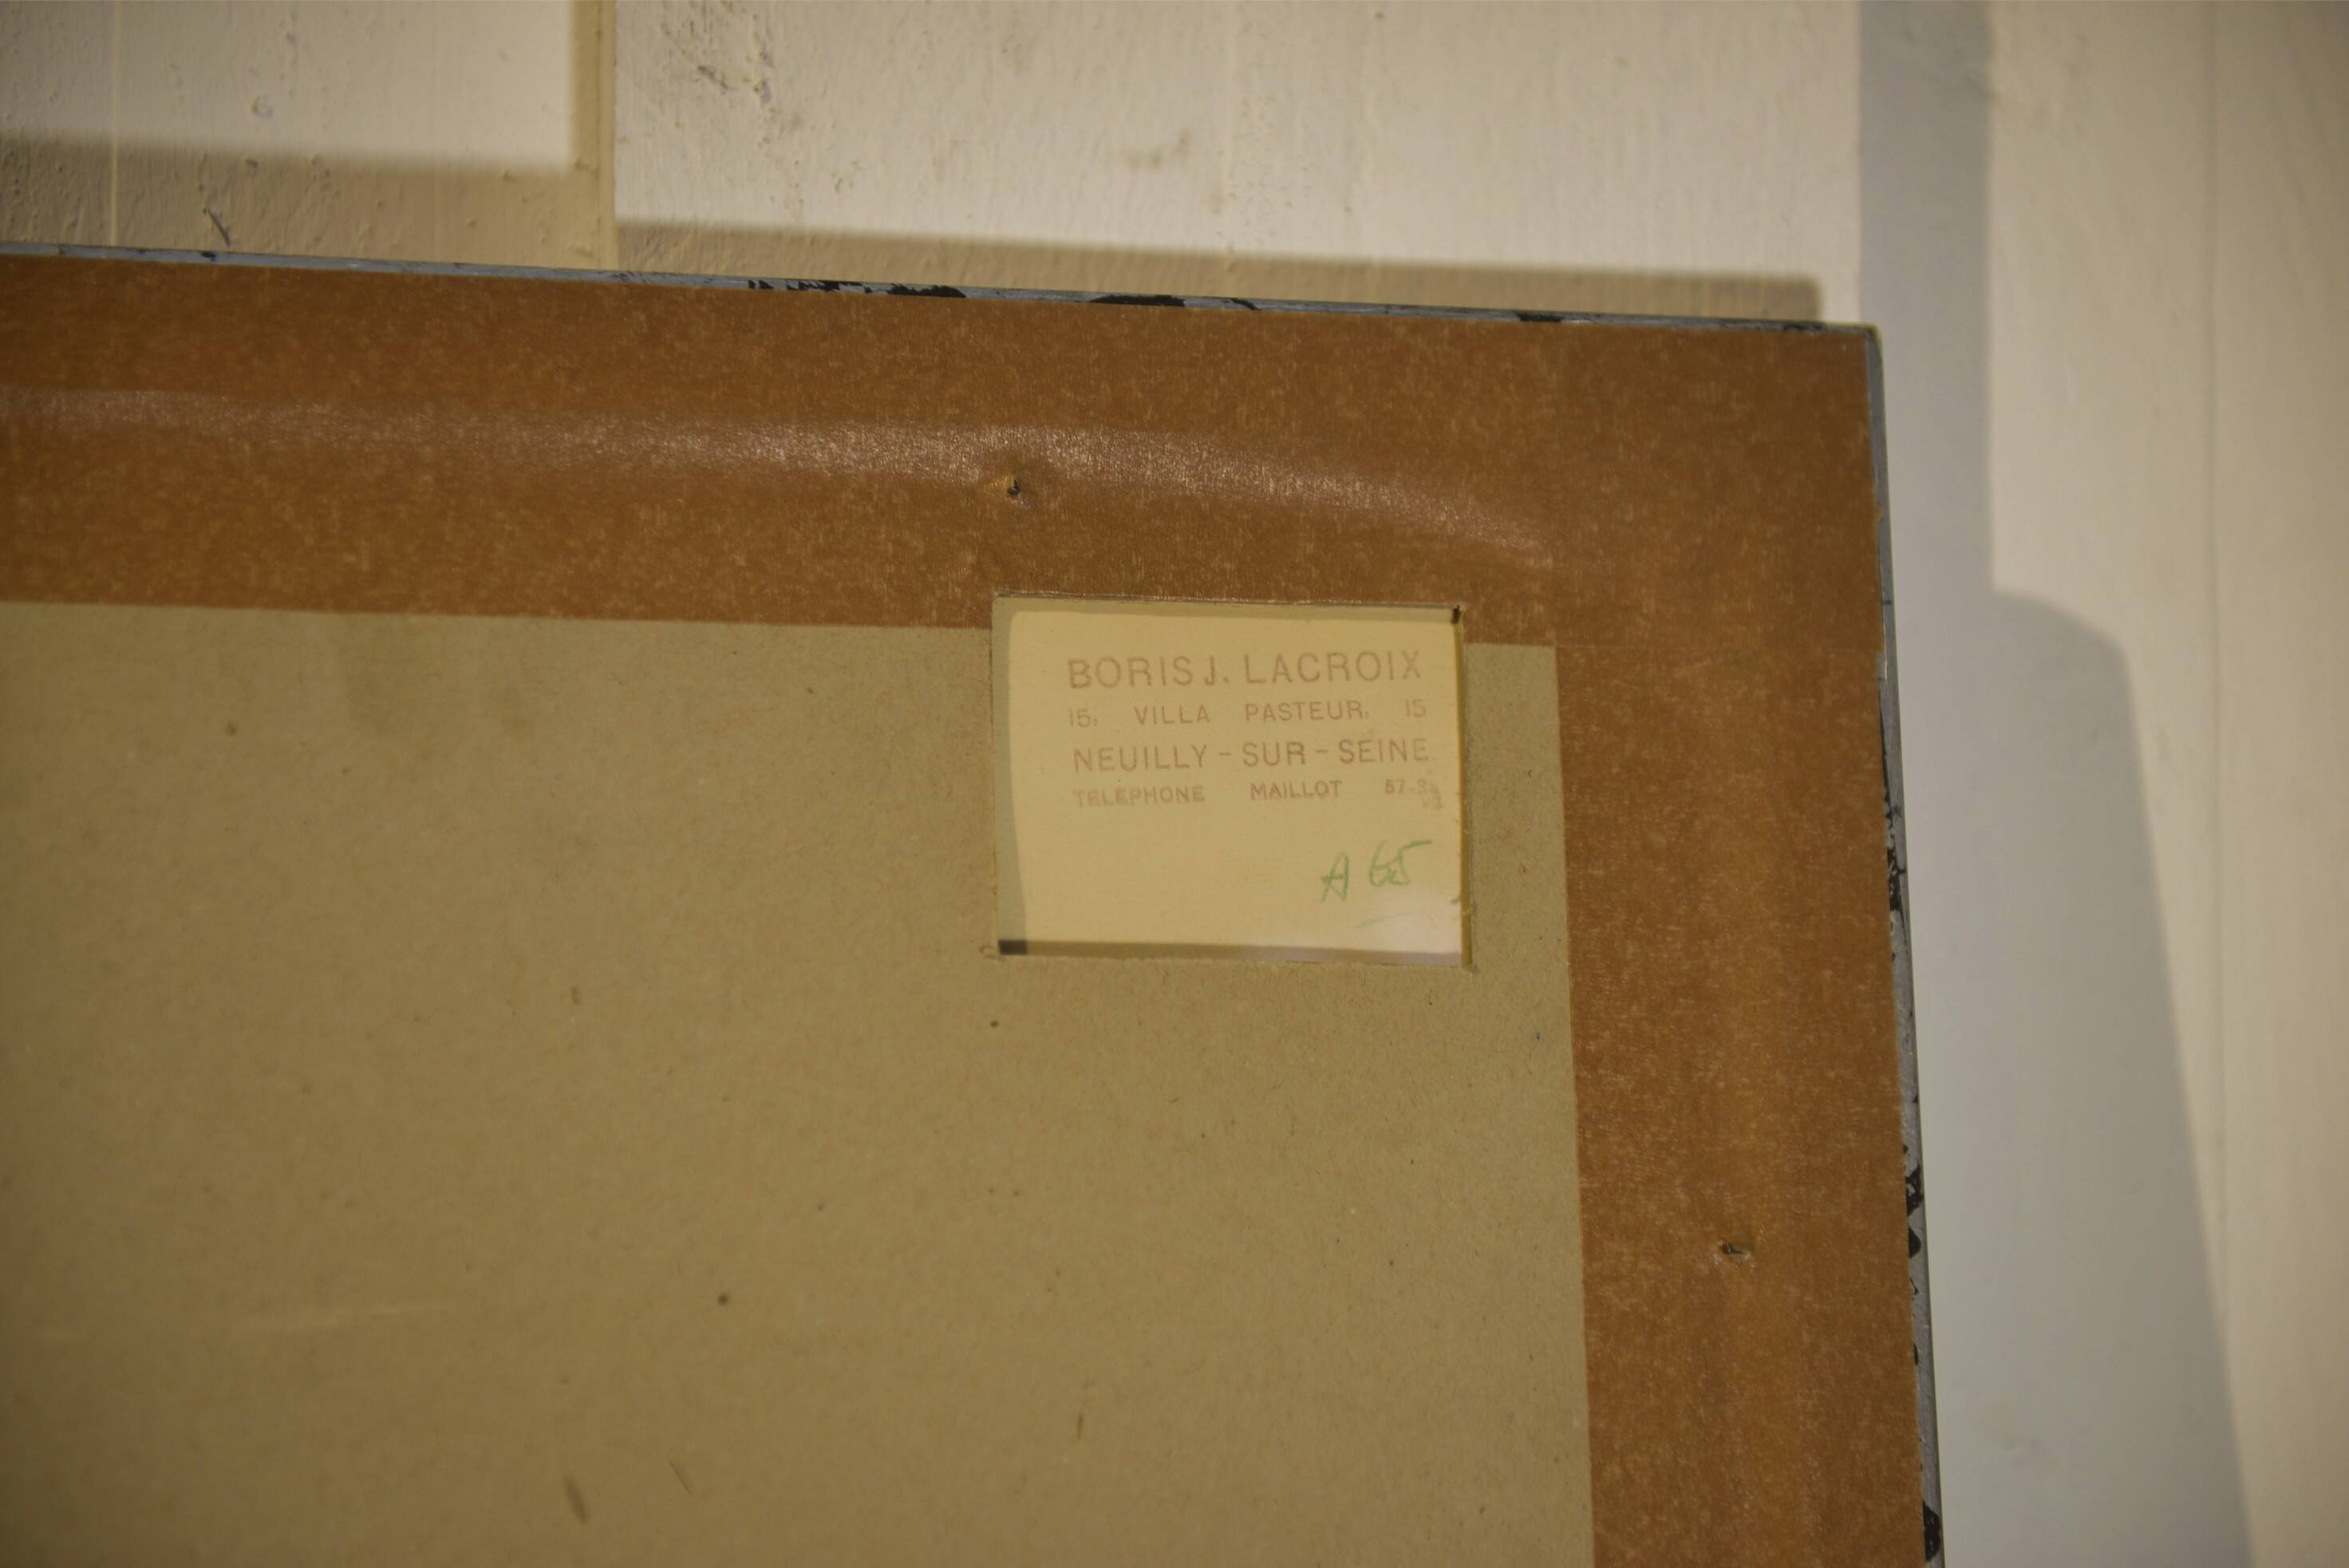 BORIS J. LACROIX
15, VILLA PASTEUR, 15
NEUILLY-SUR-SEINE
TELEPHONE MAILLOT
A 65